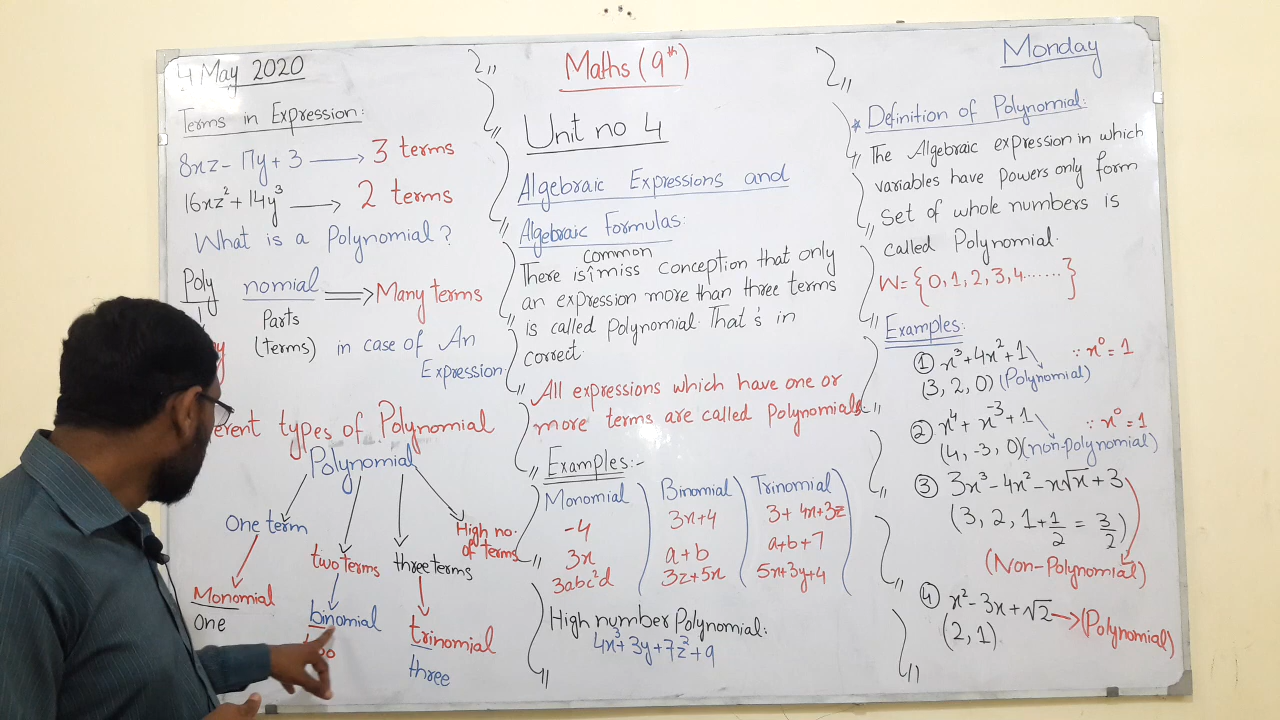 4 May 2020
Terms in Expression:
8xz - 17y + 3 → 3 terms
16xz² + 14y³ → 2 terms
What is a Polynomial?
Poly nomial ⇒ Many terms
Parts
(terms) in case of An
Expression.
types of Polynomial
Polynomial
One term
two terms
three terms
High no.
of terms
Monomial
One
binomial
trinomial
three
Maths (9th)
Unit no 4
Algebraic Expressions and
Algebraic Formulas:
common
There is miss conception that only
an expression more than three terms
is called Polynomial. That's in
correct.
All expressions which have one or
more terms are called Polynomials.
Examples:-
Monomial Binomial Trinomial
-4 3x+4 3+4x+3z
3x a+b a+b+7
3abc²d 3z+5x 5x+3y+4
High number Polynomial:
4x³+3y+7z²+9
Monday
* Definition of Polynomial:
The Algebraic expression in which
variables have powers only form
set of whole numbers is
called Polynomial.
W = {0, 1, 2, 3, 4.......}
Examples:
① x³+4x²+1 ∵ x⁰ = 1
(3, 2, 0) (Polynomial)
② x⁴ + x⁻³ + 1 ∵ x⁰ = 1
(4, -3, 0) (non-polynomial)
③ 3x³ - 4x² - x√x + 3
(3, 2, 1 + 1/2 = 3/2)
(Non-Polynomial)
④ x² - 3x + √2 → (Polynomial)
(2, 1).